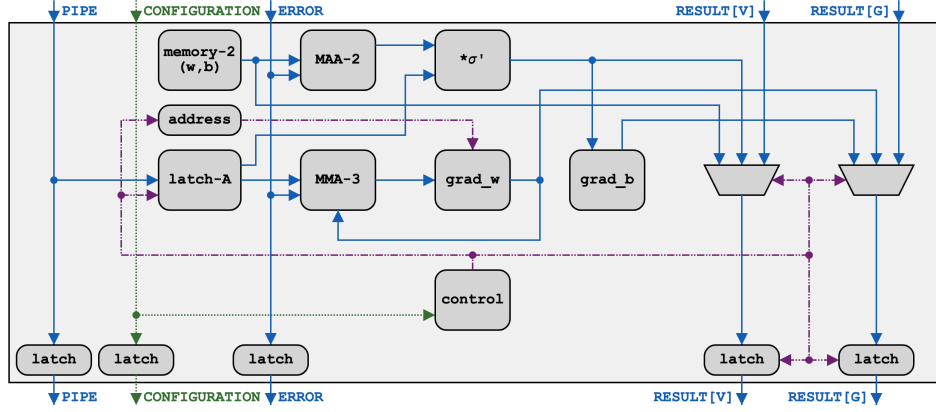 PIPE
CONFIGURATION
ERROR
RESULT[V]
RESULT[G]
memory-2
(w,b)
MAA-2
*σ'
address
latch-A
MMA-3
grad_w
grad_b
control
latch
latch
latch
latch
latch
PIPE
CONFIGURATION
ERROR
RESULT[V]
RESULT[G]